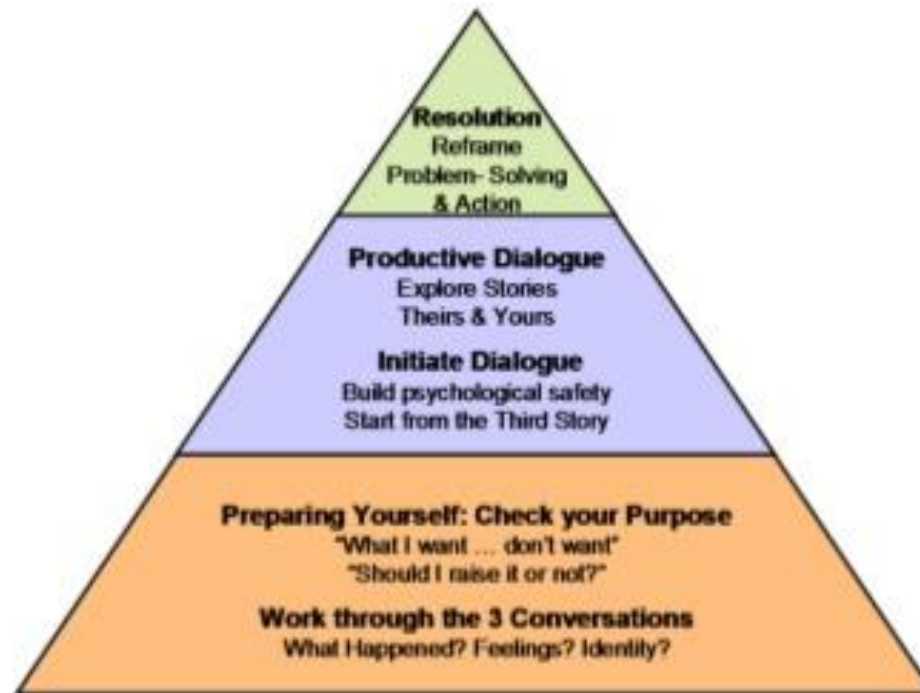 Resolution
Reframe
Problem- Solving
& Action
Productive Dialogue
Explore Stories
Theirs & Yours
Initiate Dialogue
Build psychological safety
Start from the Third Story
Preparing Yourself: Check your Purpose
"What I want ... don't want"
"Should I raise it or not?"
Work through the 3 Conversations
What Happened? Feelings? Identity?